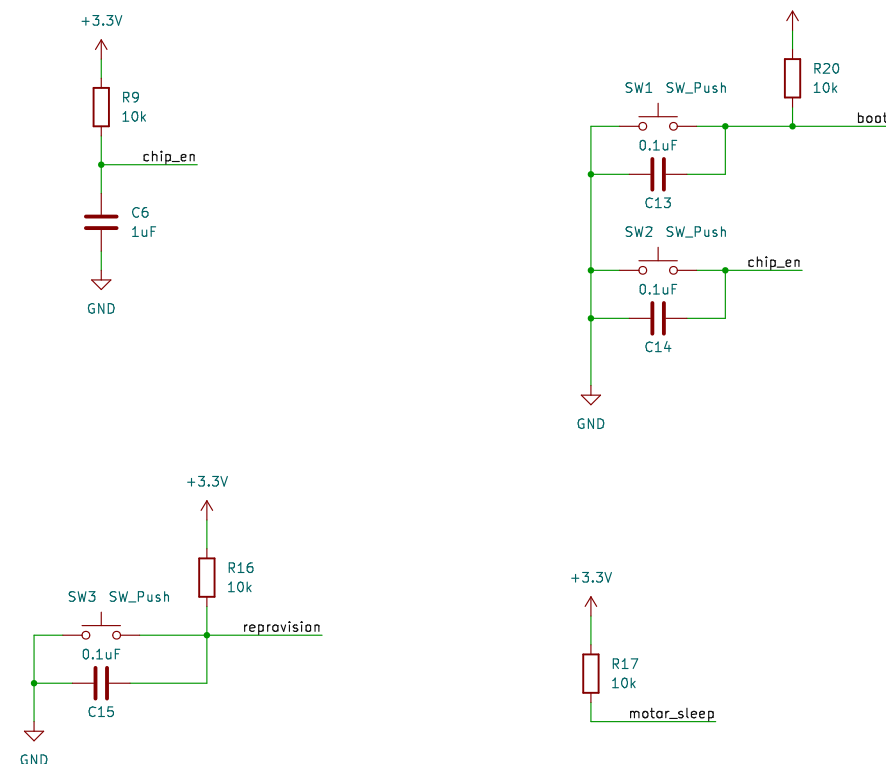 +3.3V
R9
10k
chip_en
C6
1uF
GND
R20
10k
SW1 SW_Push
boot
0.1uF
C13
SW2 SW_Push
chip_en
0.1uF
C14
GND
+3.3V
R16
10k
SW3 SW_Push
reprovision
0.1uF
C15
GND
+3.3V
R17
10k
motor_sleep